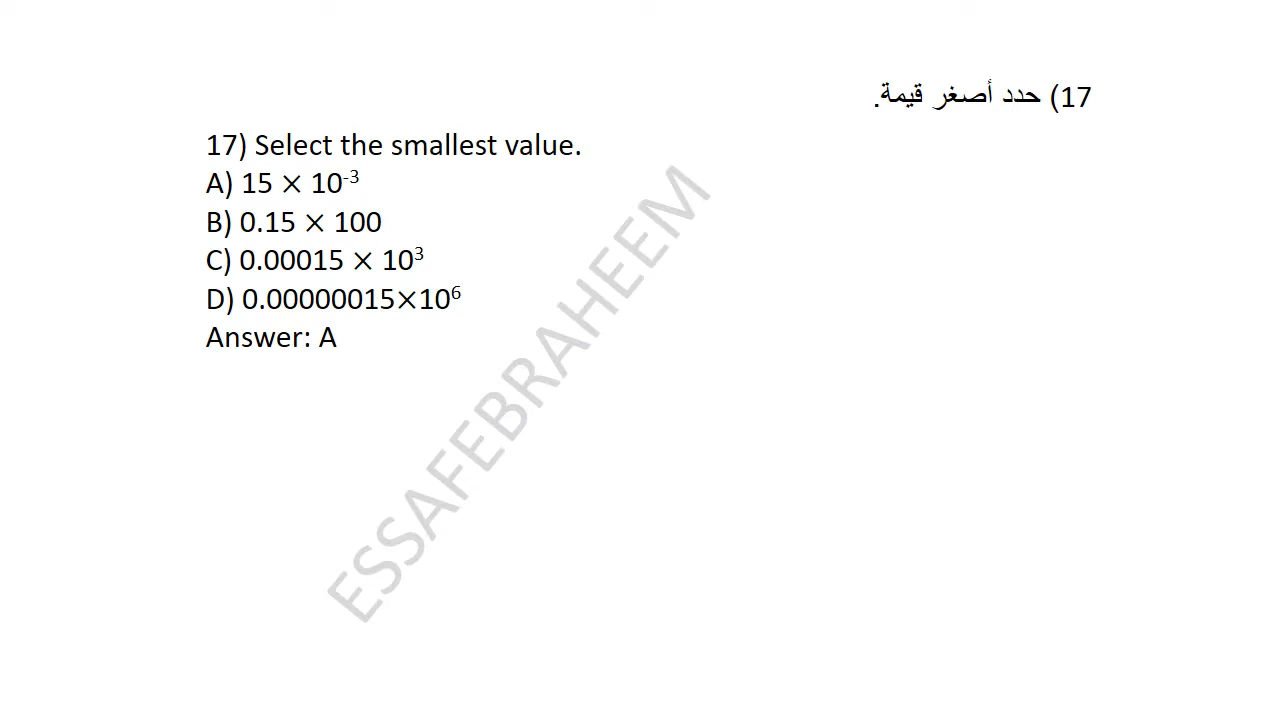 17) حدد أصغر قيمة.
17) Select the smallest value.
A) 15 × 10⁻³
B) 0.15 × 100
C) 0.00015 × 10³
D) 0.00000015×10⁶
Answer: A
ESSAFEBRAHEEM